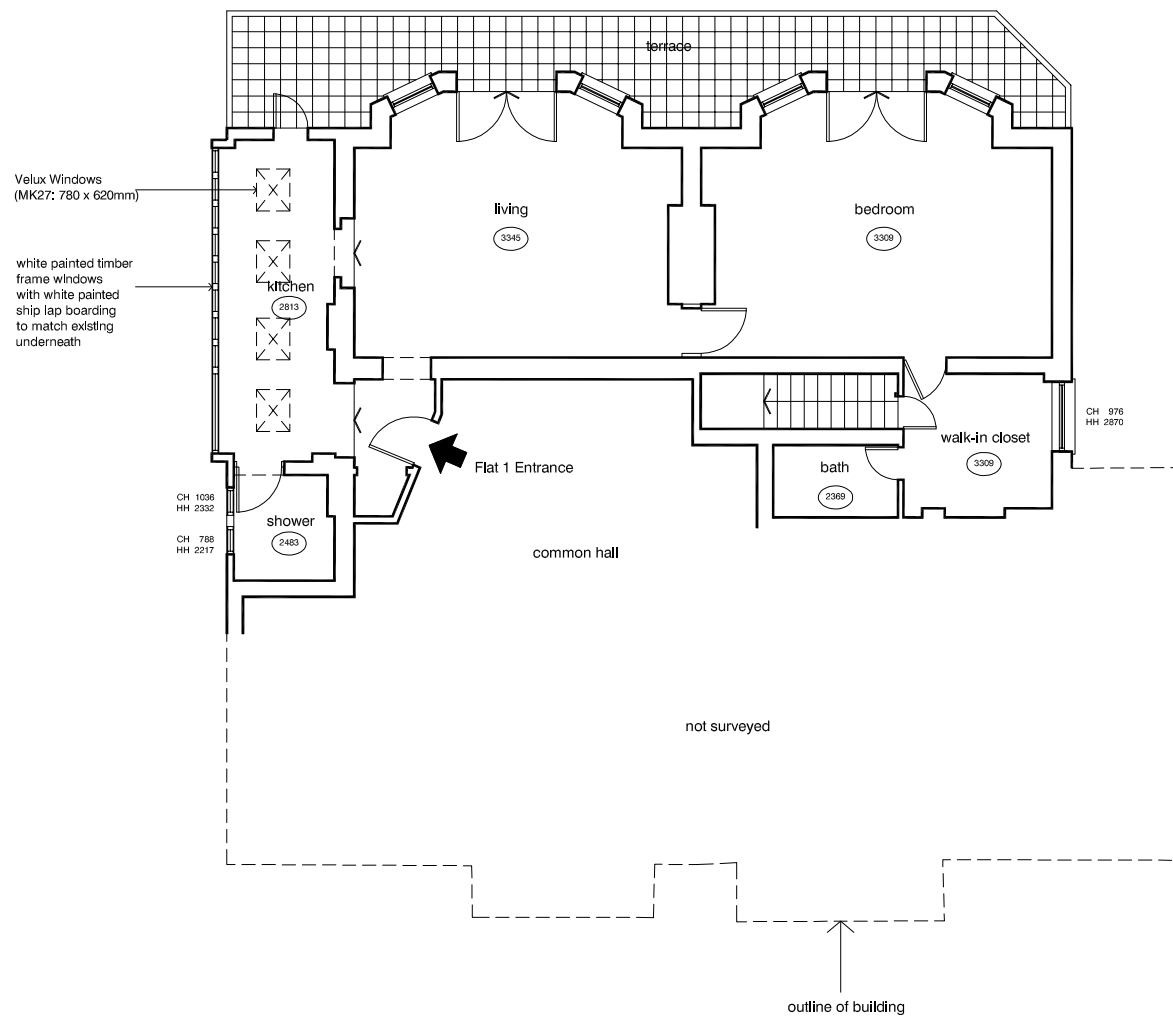 terrace
Velux Windows
(MK27: 780 x 620mm)
living
3345
bedroom
3309
white painted timber
frame windows
with white painted
ship lap boarding
to match existing
underneath
kitchen
2813
CH 976
HH 2870
walk-in closet
3309
Flat 1 Entrance
bath
2369
CH 1036
HH 2332
shower
2483
CH 788
HH 2217
common hall
not surveyed
outline of building